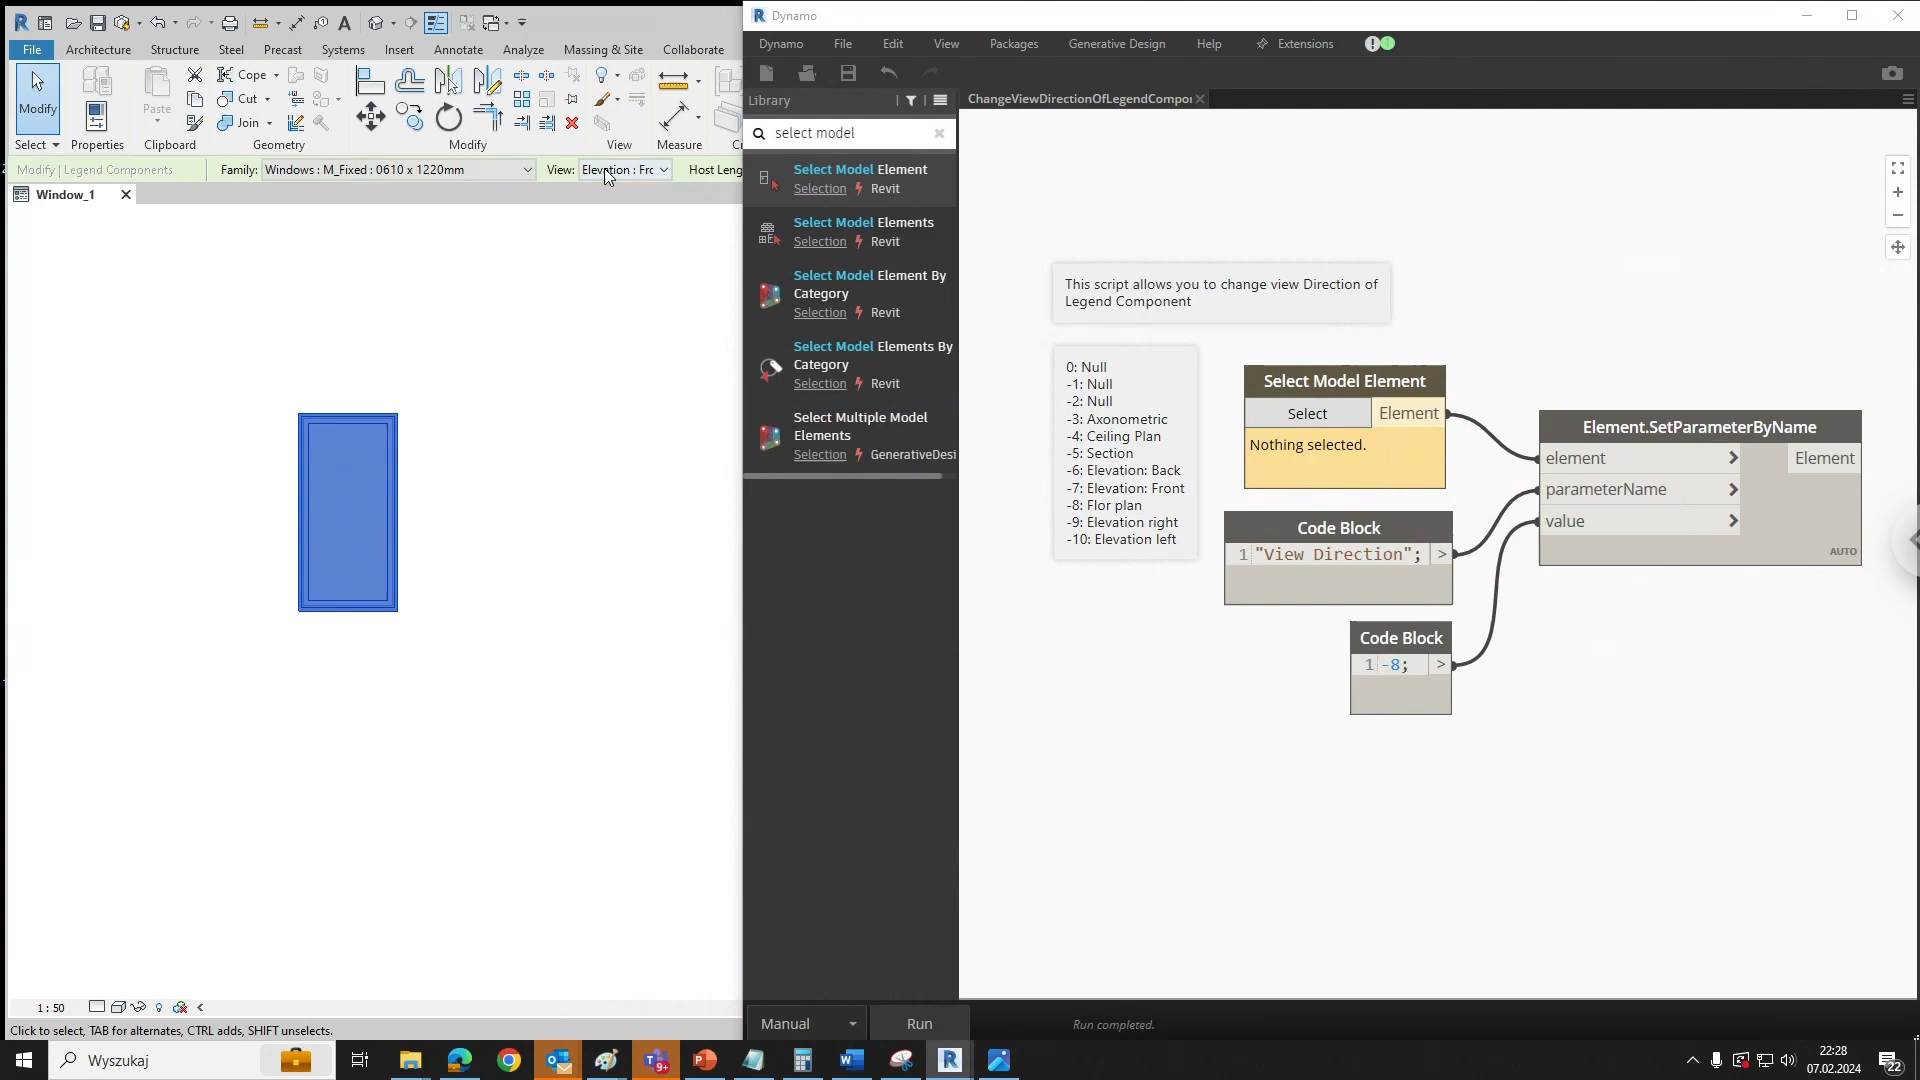 File
Architecture
Structure
Steel
Precast
Systems
Insert
Annotate
Analyze
Massing & Site
Collaborate
Modify
Paste
Cope
Cut
Join
Select
Properties
Clipboard
Geometry
Modify
View
Measure
Modify | Legend Components
Family:
Windows : M_Fixed : 0610 x 1220mm
View:
Elevation : Frc
Host Leng
Window_1
1 : 50
Click to select, TAB for alternates, CTRL adds, SHIFT unselects.
Dynamo
Dynamo
File
Edit
View
Packages
Generative Design
Help
Extensions
Library
select model
Select Model Element
Selection Revit
Select Model Elements
Selection Revit
Select Model Element By
Category
Selection Revit
Select Model Elements By
Category
Selection Revit
Select Multiple Model
Elements
Selection GenerativeDesi
ChangeViewDirectionOfLegendCompoi
This script allows you to change view Direction of
Legend Component
0: Null
-1: Null
-2: Null
-3: Axonometric
-4: Ceiling Plan
-5: Section
-6: Elevation: Back
-7: Elevation: Front
-8: Flor plan
-9: Elevation right
-10: Elevation left
Select Model Element
Select
Element
Nothing selected.
Code Block
1 "View Direction"; >
Code Block
1 -8; >
Element.SetParameterByName
element >
Element
parameterName >
value >
AUTO
Manual
Run
Run completed.
Wyszukaj
9+
22:28
07.02.2024
22